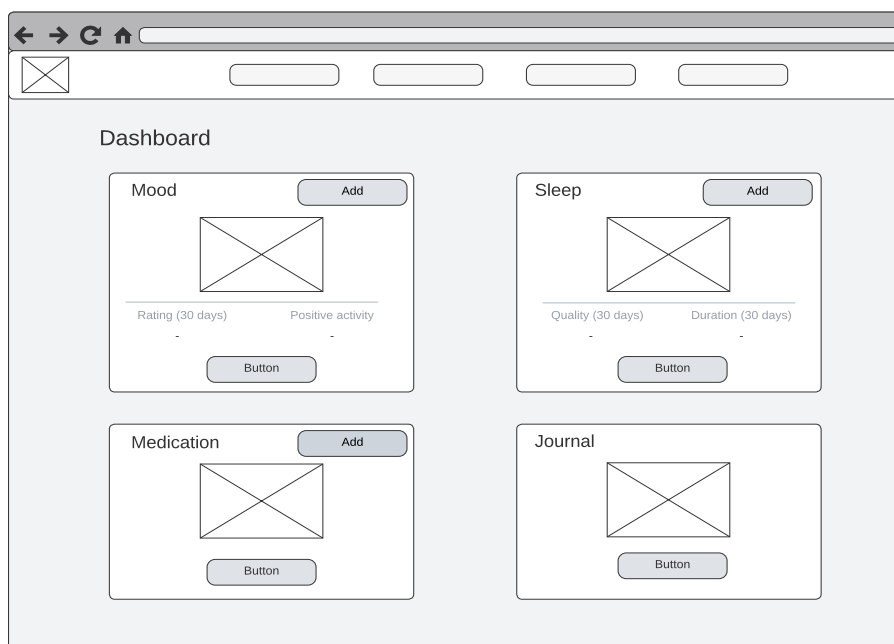 Dashboard
Mood
Add
Rating (30 days)
Positive activity
-
-
Button
Sleep
Add
Quality (30 days)
Duration (30 days)
-
-
Button
Medication
Add
Button
Journal
Button